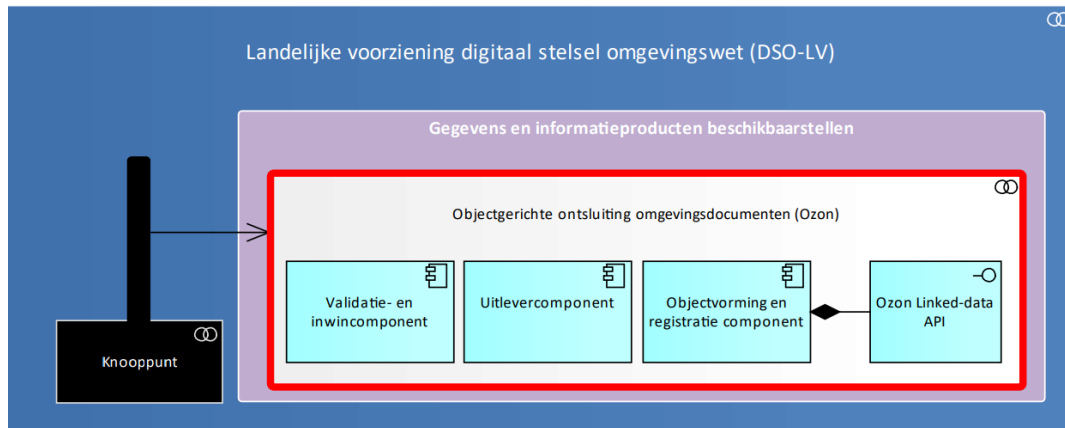 Landelijke voorziening digitaal stelsel omgevingswet (DSO-LV)
Gegevens en informatieproducten beschikbaarstellen
Objectgerichte ontsluiting omgevingsdocumenten (Ozon)
Validatie- en
inwincomponent
Uitlevercomponent
Objectvorming en
registratie component
Ozon Linked-data
API
Knooppunt